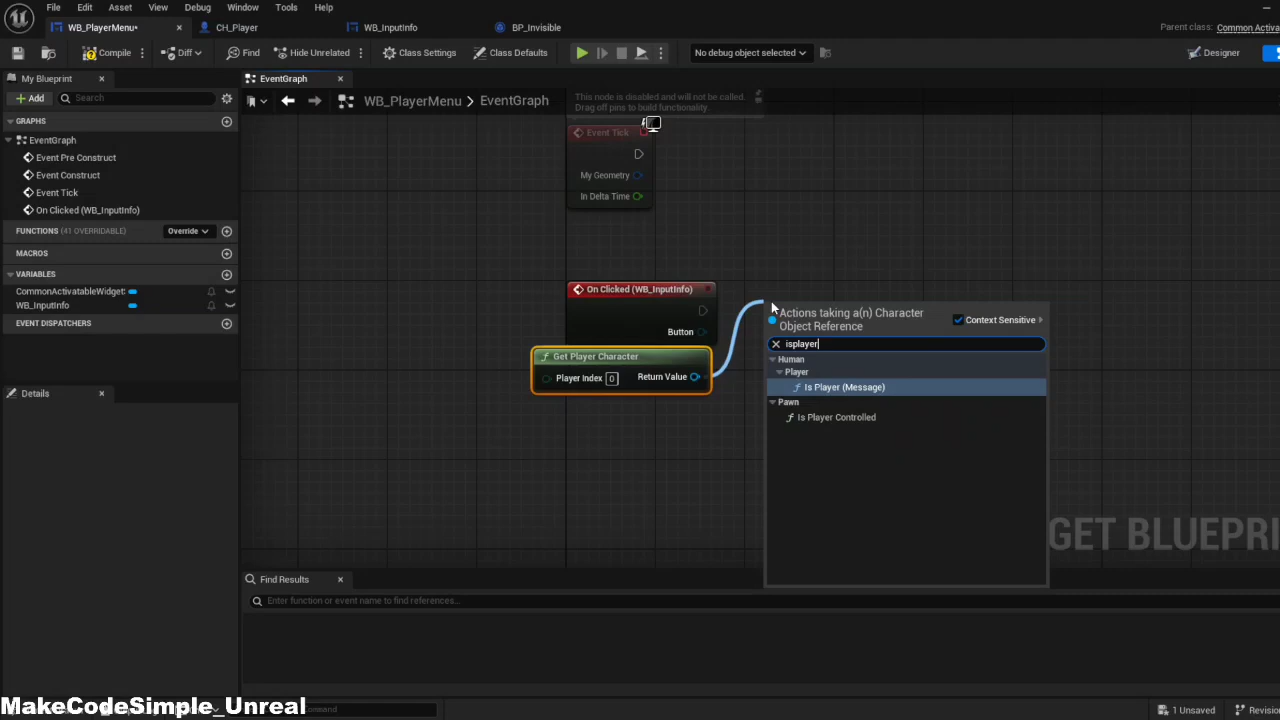 File Edit Asset View Debug Window Tools Help
WB_PlayerMenu* CH_Player WB_InputInfo BP_Invisible Parent class: Common Activa
Compile Diff Find Hide Unrelated Class Settings Class Defaults No debug object selected Designer
My Blueprint EventGraph
Add Search WB_PlayerMenu > EventGraph
This node is disabled and will not be called.
Drag off pins to build functionality.
GRAPHS
EventGraph
Event Pre Construct
Event Construct
Event Tick
On Clicked (WB_InputInfo)
FUNCTIONS (41 OVERRIDABLE) Override
MACROS
VARIABLES
CommonActivatableWidget
WB_InputInfo
EVENT DISPATCHERS
Details
Event Tick
My Geometry
In Delta Time
On Clicked (WB_InputInfo)
Button
Get Player Character
Player Index 0 Return Value
Actions taking a(n) Character
Object Reference
Context Sensitive
isplayer
Human
Player
Is Player (Message)
Pawn
Is Player Controlled
GET BLUEPRI
Find Results
Enter function or event name to find references...
MakeCodeSimple_Unreal
ommand
1 Unsaved Revisio